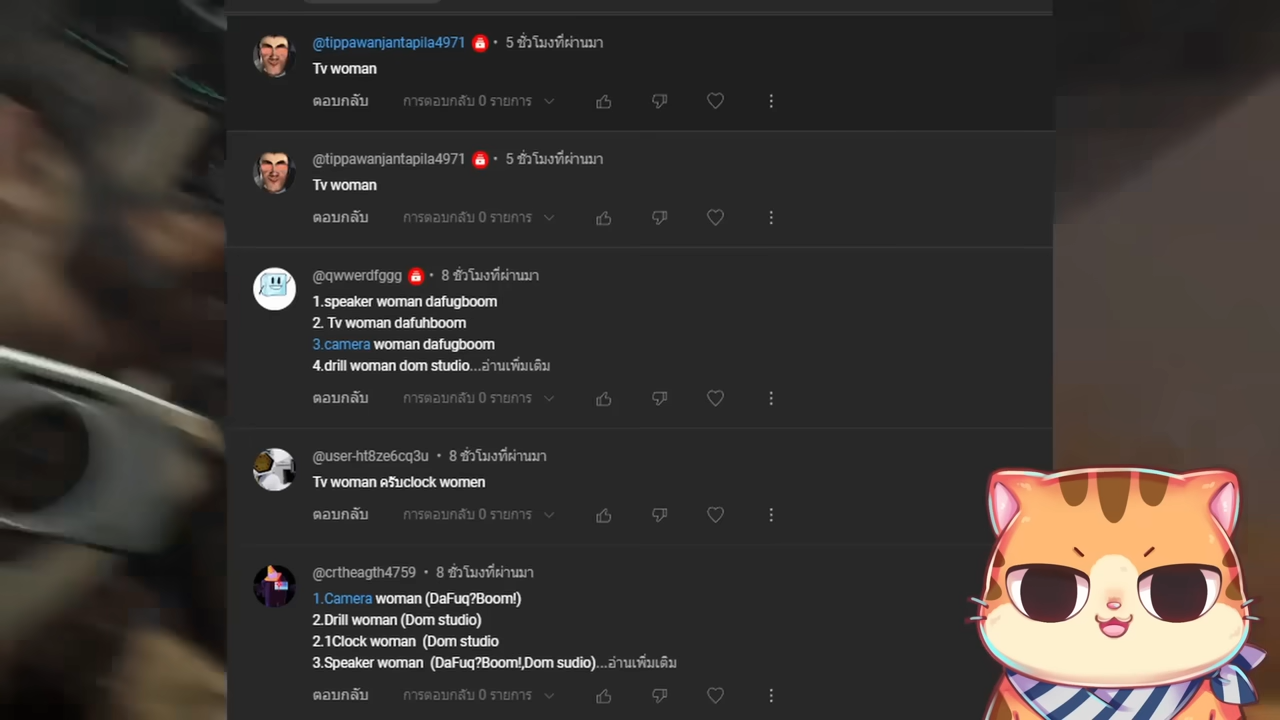 @tippawanjantapila4971 • 5 ชั่วโมงที่ผ่านมา
Tv woman
ตอบกลับ การตอบกลับ 0 รายการ
@tippawanjantapila4971 • 5 ชั่วโมงที่ผ่านมา
Tv woman
ตอบกลับ การตอบกลับ 0 รายการ
@qwwerdfggg • 8 ชั่วโมงที่ผ่านมา
1.speaker woman dafugboom
2. Tv woman dafuhboom
3.camera woman dafugboom
4.drill woman dom studio...อ่านเพิ่มเติม
ตอบกลับ การตอบกลับ 0 รายการ
@user-ht8ze6cq3u • 8 ชั่วโมงที่ผ่านมา
Tv woman ครับclock women
ตอบกลับ การตอบกลับ 0 รายการ
@crtheagth4759 • 8 ชั่วโมงที่ผ่านมา
1.Camera woman (DaFuq?Boom!)
2.Drill woman (Dom studio)
2.1Clock woman (Dom studio
3.Speaker woman (DaFuq?Boom!,Dom sudio)...อ่านเพิ่มเติม
ตอบกลับ การตอบกลับ 0 รายการ